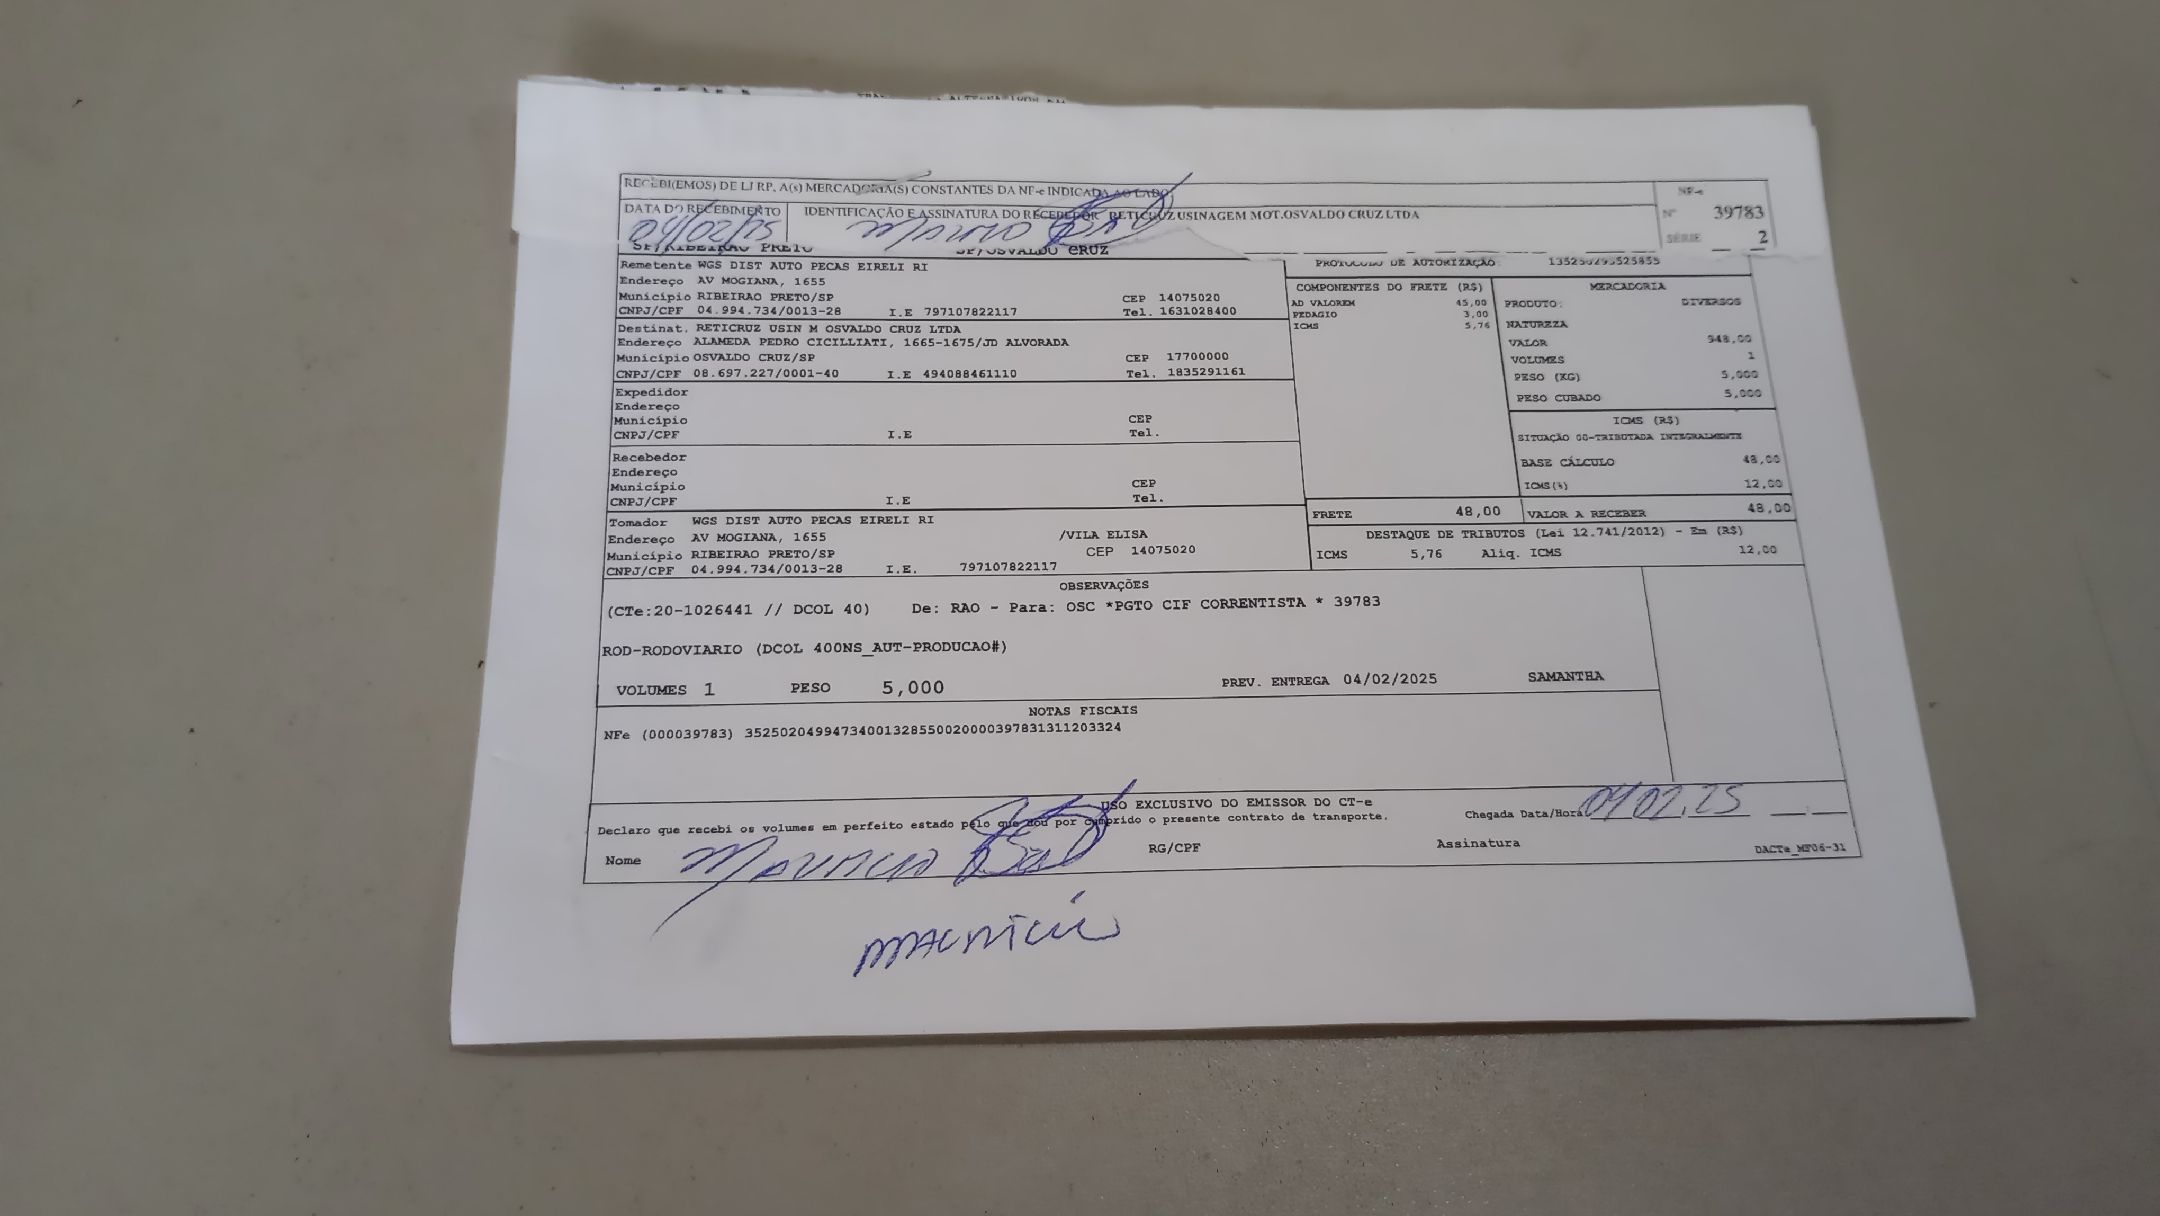 RECEBI(EMOS) DE LJ RP, A(s) MERCADORIA(S) CONSTANTES DA NF-e INDICADA AO LADO
NF-e
DATA DO RECEBIMENTO IDENTIFICAÇÃO E ASSINATURA DO RECEBEDOR RETICRUZ USINAGEM MOT.OSVALDO CRUZ LTDA
Nº 39783
SÉRIE 2
04/02/25
SP/RIBEIRAO PRETO SP/OSVALDO CRUZ
PROTOCOLO DE AUTORIZAÇÃO:
Remetente WGS DIST AUTO PECAS EIRELI RI
Endereço AV MOGIANA, 1655
Município RIBEIRAO PRETO/SP CEP 14075020
CNPJ/CPF 04.994.734/0013-28 I.E 797107822117 Tel. 1631028400
Destinat. RETICRUZ USIN M OSVALDO CRUZ LTDA
Endereço ALAMEDA PEDRO CICILLIATI, 1665-1675/JD ALVORADA
Município OSVALDO CRUZ/SP CEP 17700000
CNPJ/CPF 08.697.227/0001-40 I.E 494088461110 Tel. 1835291161
Expedidor
Endereço
Município CEP
CNPJ/CPF I.E Tel.
Recebedor
Endereço
Município CEP
CNPJ/CPF I.E Tel.
Tomador WGS DIST AUTO PECAS EIRELI RI
Endereço AV MOGIANA, 1655 /VILA ELISA
Município RIBEIRAO PRETO/SP CEP 14075020
CNPJ/CPF 04.994.734/0013-28 I.E. 797107822117
COMPONENTES DO FRETE (R$)
AD VALOREM 45,00
PEDAGIO 3,00
ICMS 5,76
MERCADORIA
PRODUTO: DIVERSOS
NATUREZA
VALOR 948,00
VOLUMES 1
PESO (KG) 5,000
PESO CUBADO 5,000
ICMS (R$)
SITUAÇÃO 00-TRIBUTADA INTEGRALMENTE
BASE CÁLCULO 48,00
ICMS(%) 12,00
FRETE 48,00 VALOR A RECEBER 48,00
DESTAQUE DE TRIBUTOS (Lei 12.741/2012) - Em (R$)
ICMS 5,76 Aliq. ICMS 12,00
OBSERVAÇÕES
(CTe:20-1026441 // DCOL 40) De: RAO - Para: OSC *PGTO CIF CORRENTISTA * 39783
ROD-RODOVIARIO (DCOL 400NS_AUT-PRODUCAO#)
VOLUMES 1 PESO 5,000 PREV. ENTREGA 04/02/2025 SAMANTHA
NOTAS FISCAIS
NFe (000039783) 35250204994734001328550020000397831311203324
USO EXCLUSIVO DO EMISSOR DO CT-e
Declaro que recebi os volumes em perfeito estado pelo que dou por cumprido o presente contrato de transporte.
Chegada Data/Hora 04/02.25
Nome Mauricio RG/CPF Assinatura DACTe_MF06-31
MAURICIO